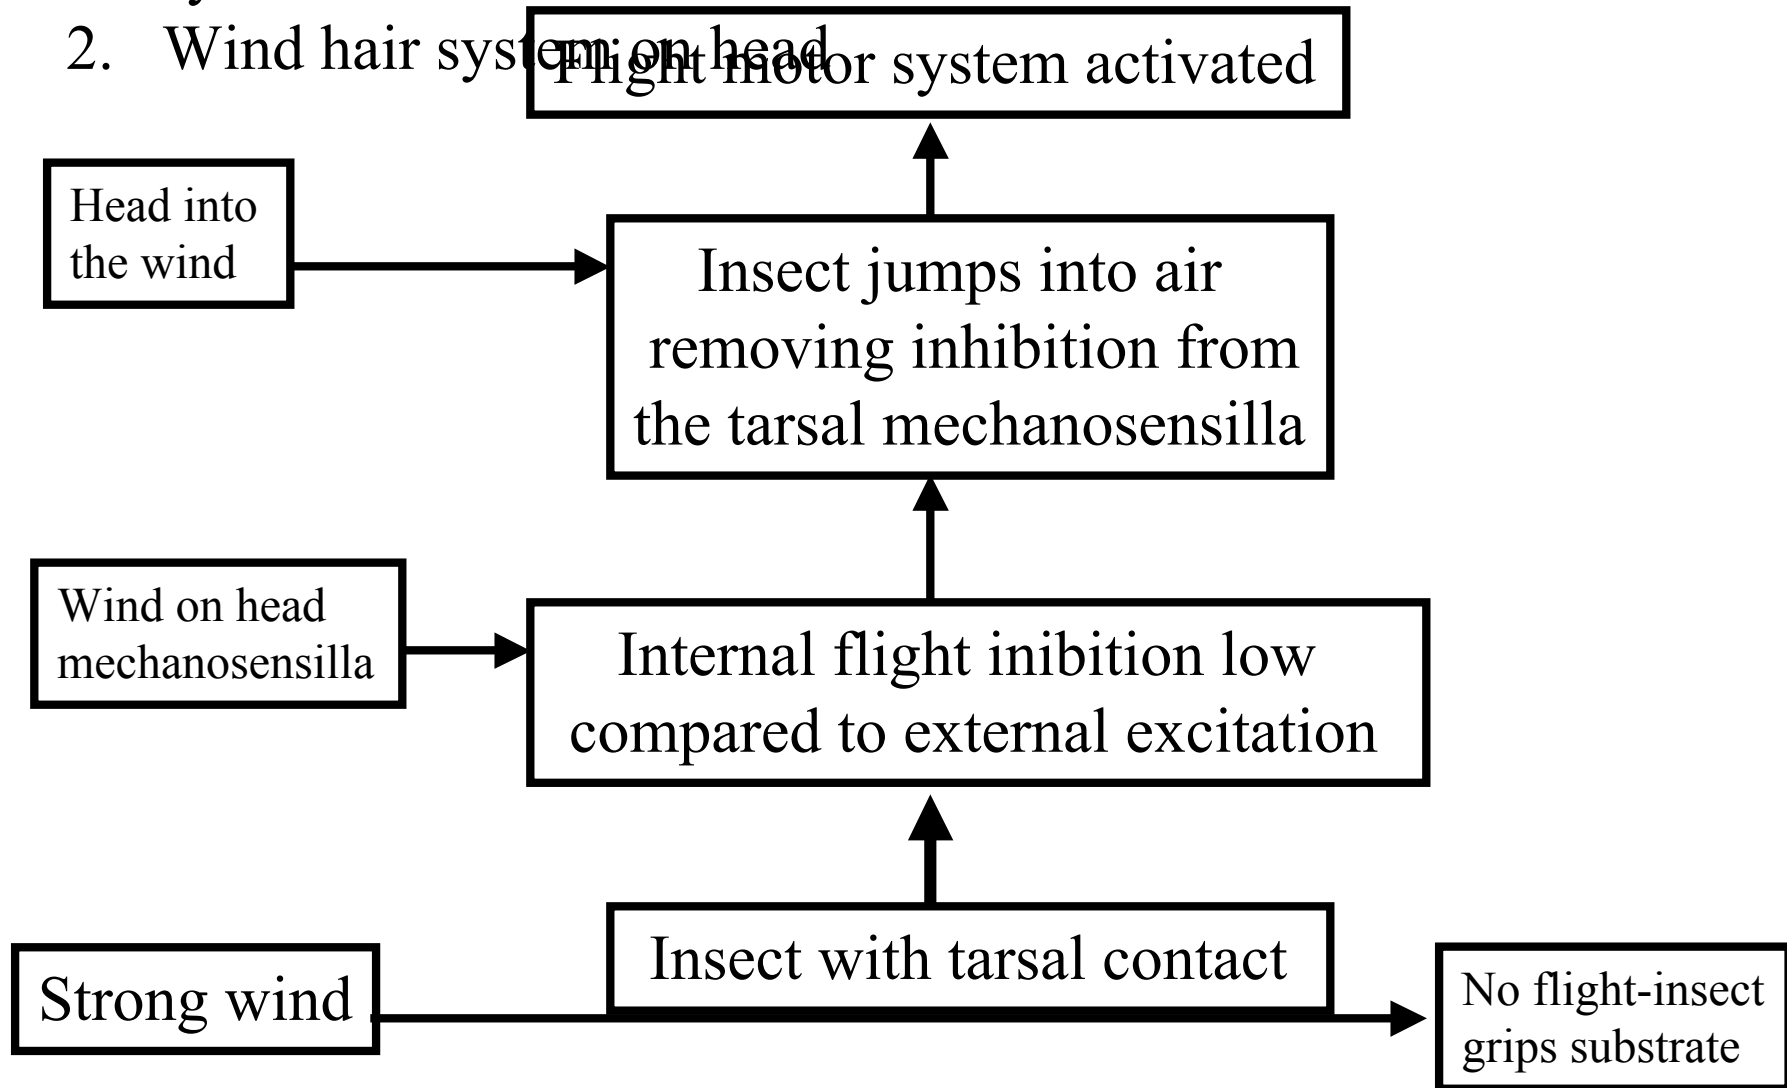 2. Wind hair system on head
Flight motor system activated
Head into
the wind
Insect jumps into air
removing inhibition from
the tarsal mechanosensilla
Wind on head
mechanosensilla
Internal flight inibition low
compared to external excitation
Insect with tarsal contact
Strong wind
No flight-insect
grips substrate